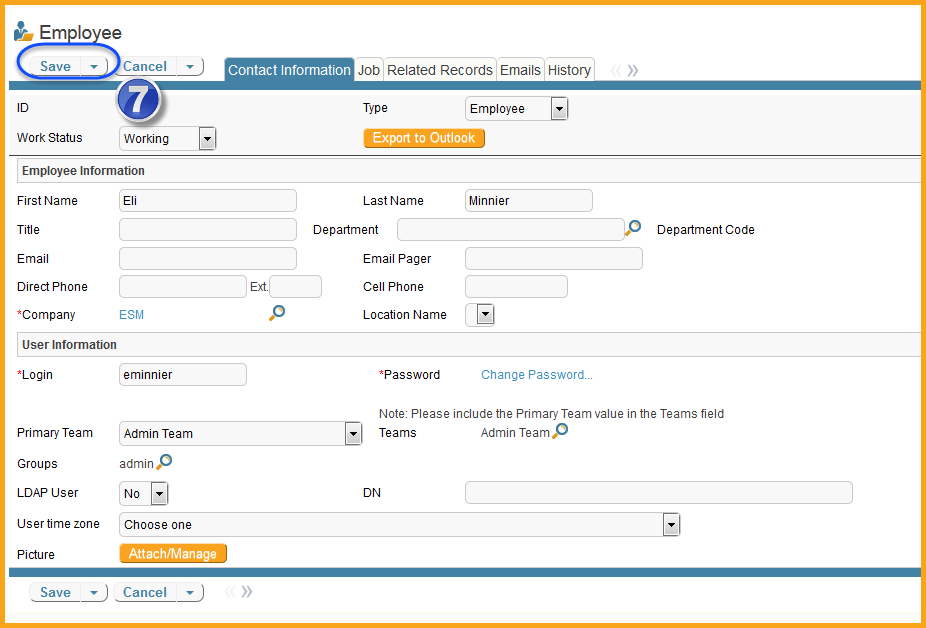 Employee
Save Cancel Contact Information Job Related Records Emails History
7
ID Type Employee
Work Status Working Export to Outlook
Employee Information
First Name Eli Last Name Minnier
Title Department Department Code
Email Email Pager
Direct Phone Ext. Cell Phone
*Company ESM Location Name
User Information
*Login eminnier *Password Change Password...
Note: Please include the Primary Team value in the Teams field
Primary Team Admin Team Teams Admin Team
Groups admin
LDAP User No DN
User time zone Choose one
Picture Attach/Manage
Save Cancel